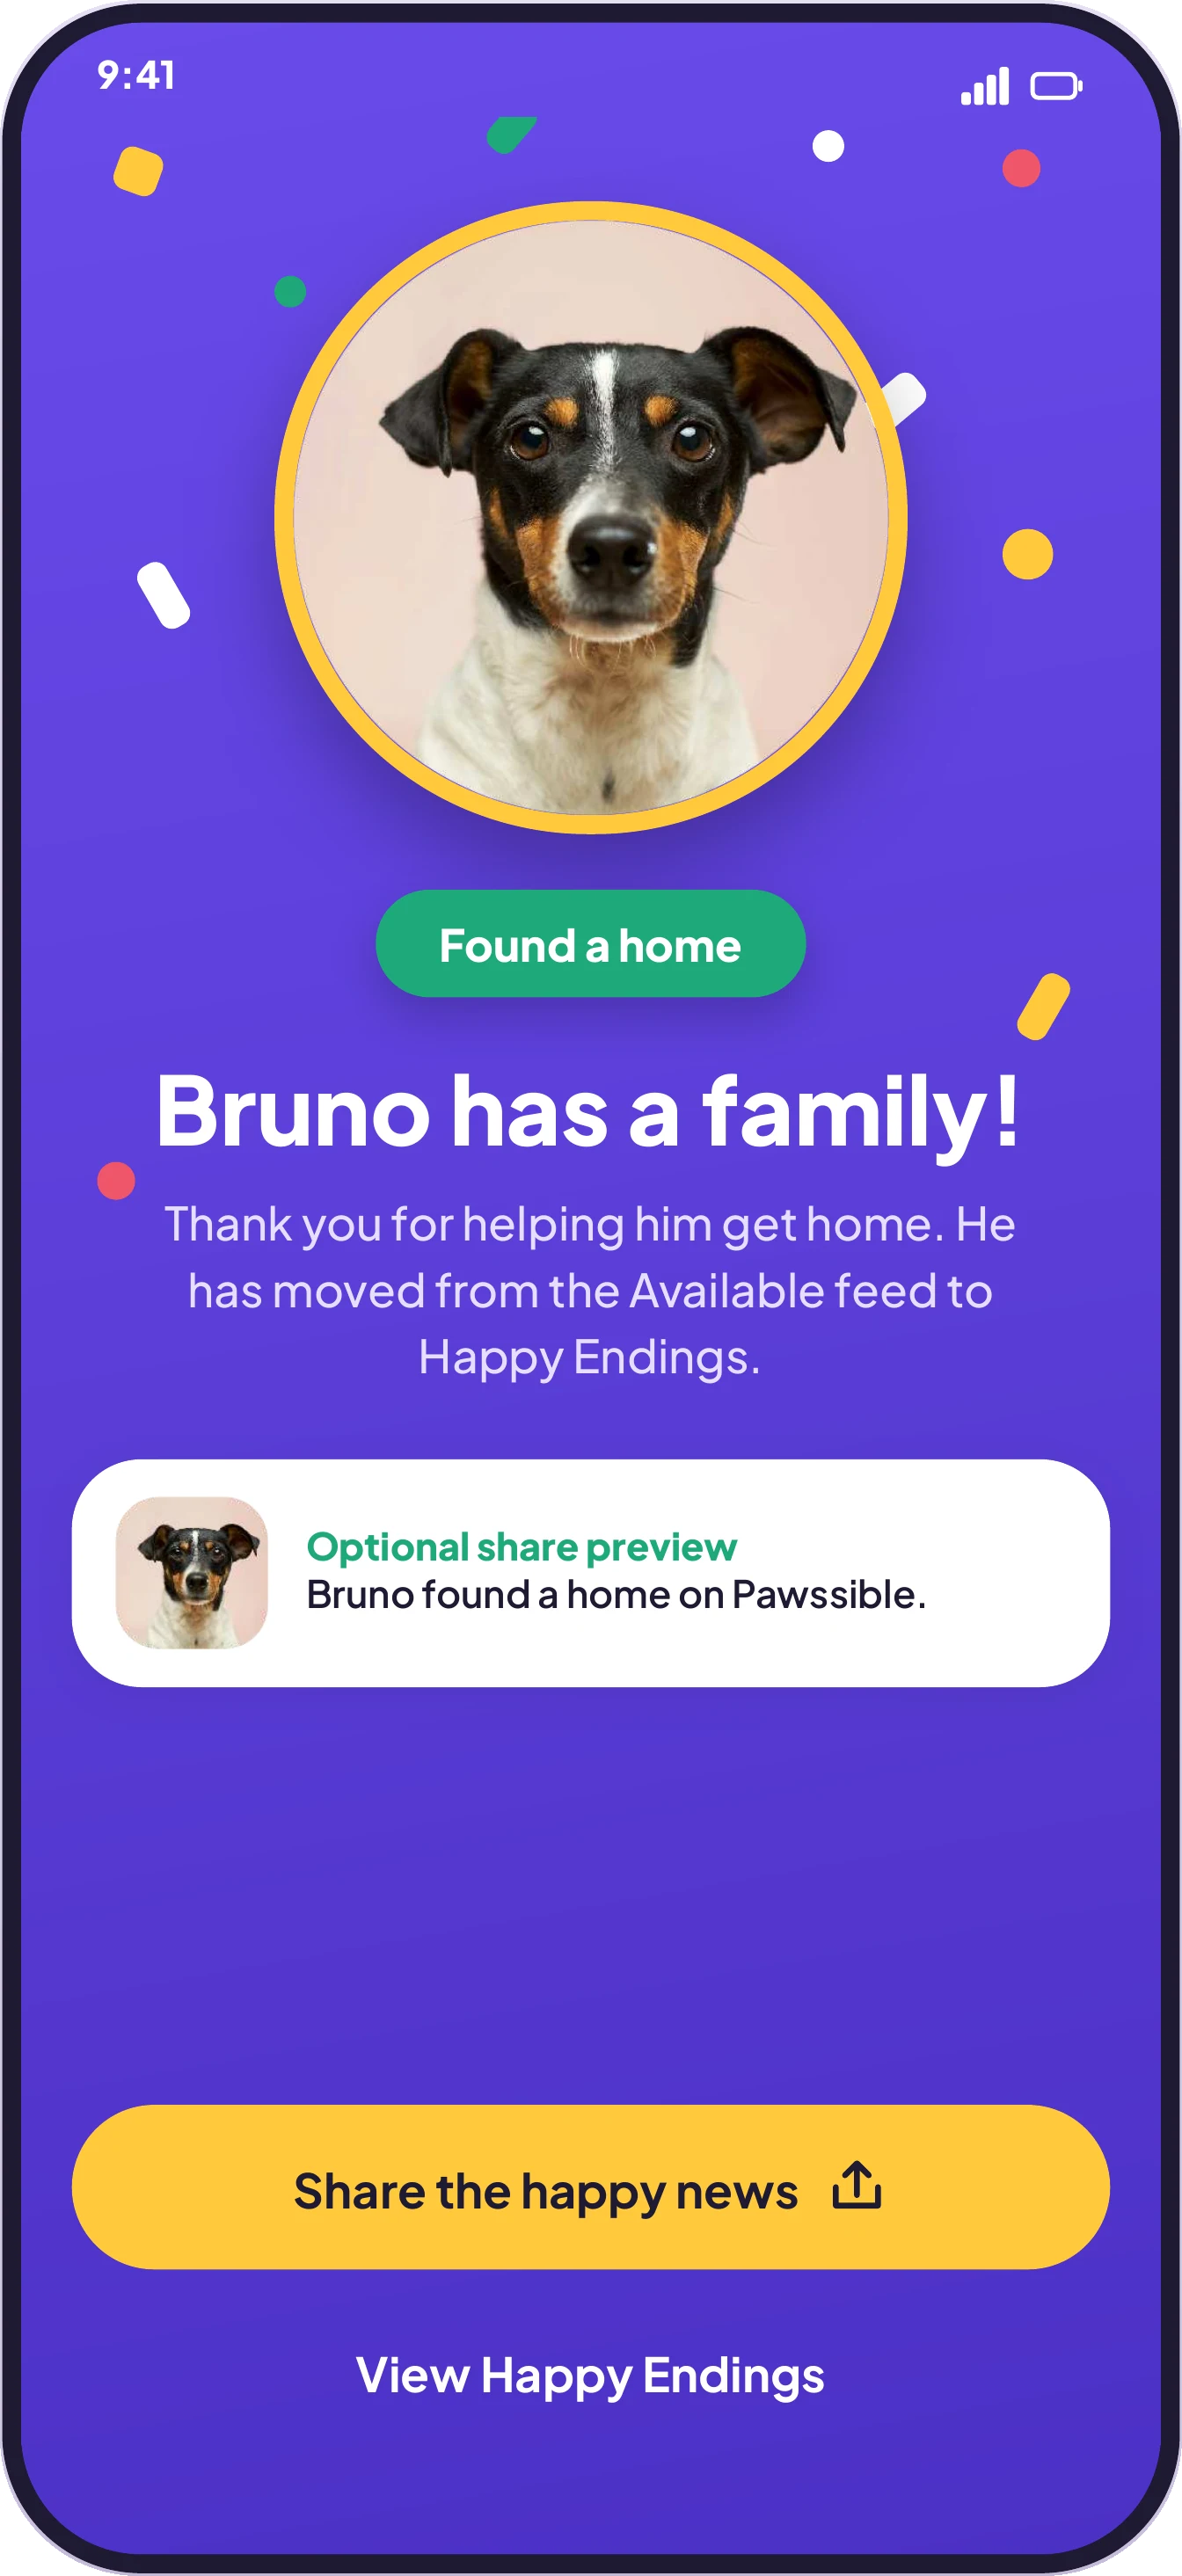 9:41
Found a home
Bruno has a family!
Thank you for helping him get home. He
has moved from the Available feed to
Happy Endings.
Optional share preview
Bruno found a home on Pawssible.
Share the happy news
View Happy Endings